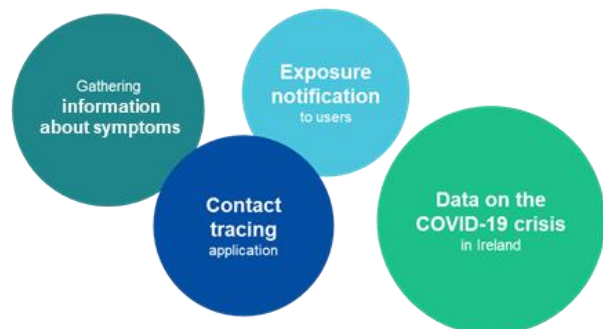 Gathering
information
about symptoms
Exposure
notification
to users
Contact
tracing
application
Data on the
COVID-19 crisis
in Ireland